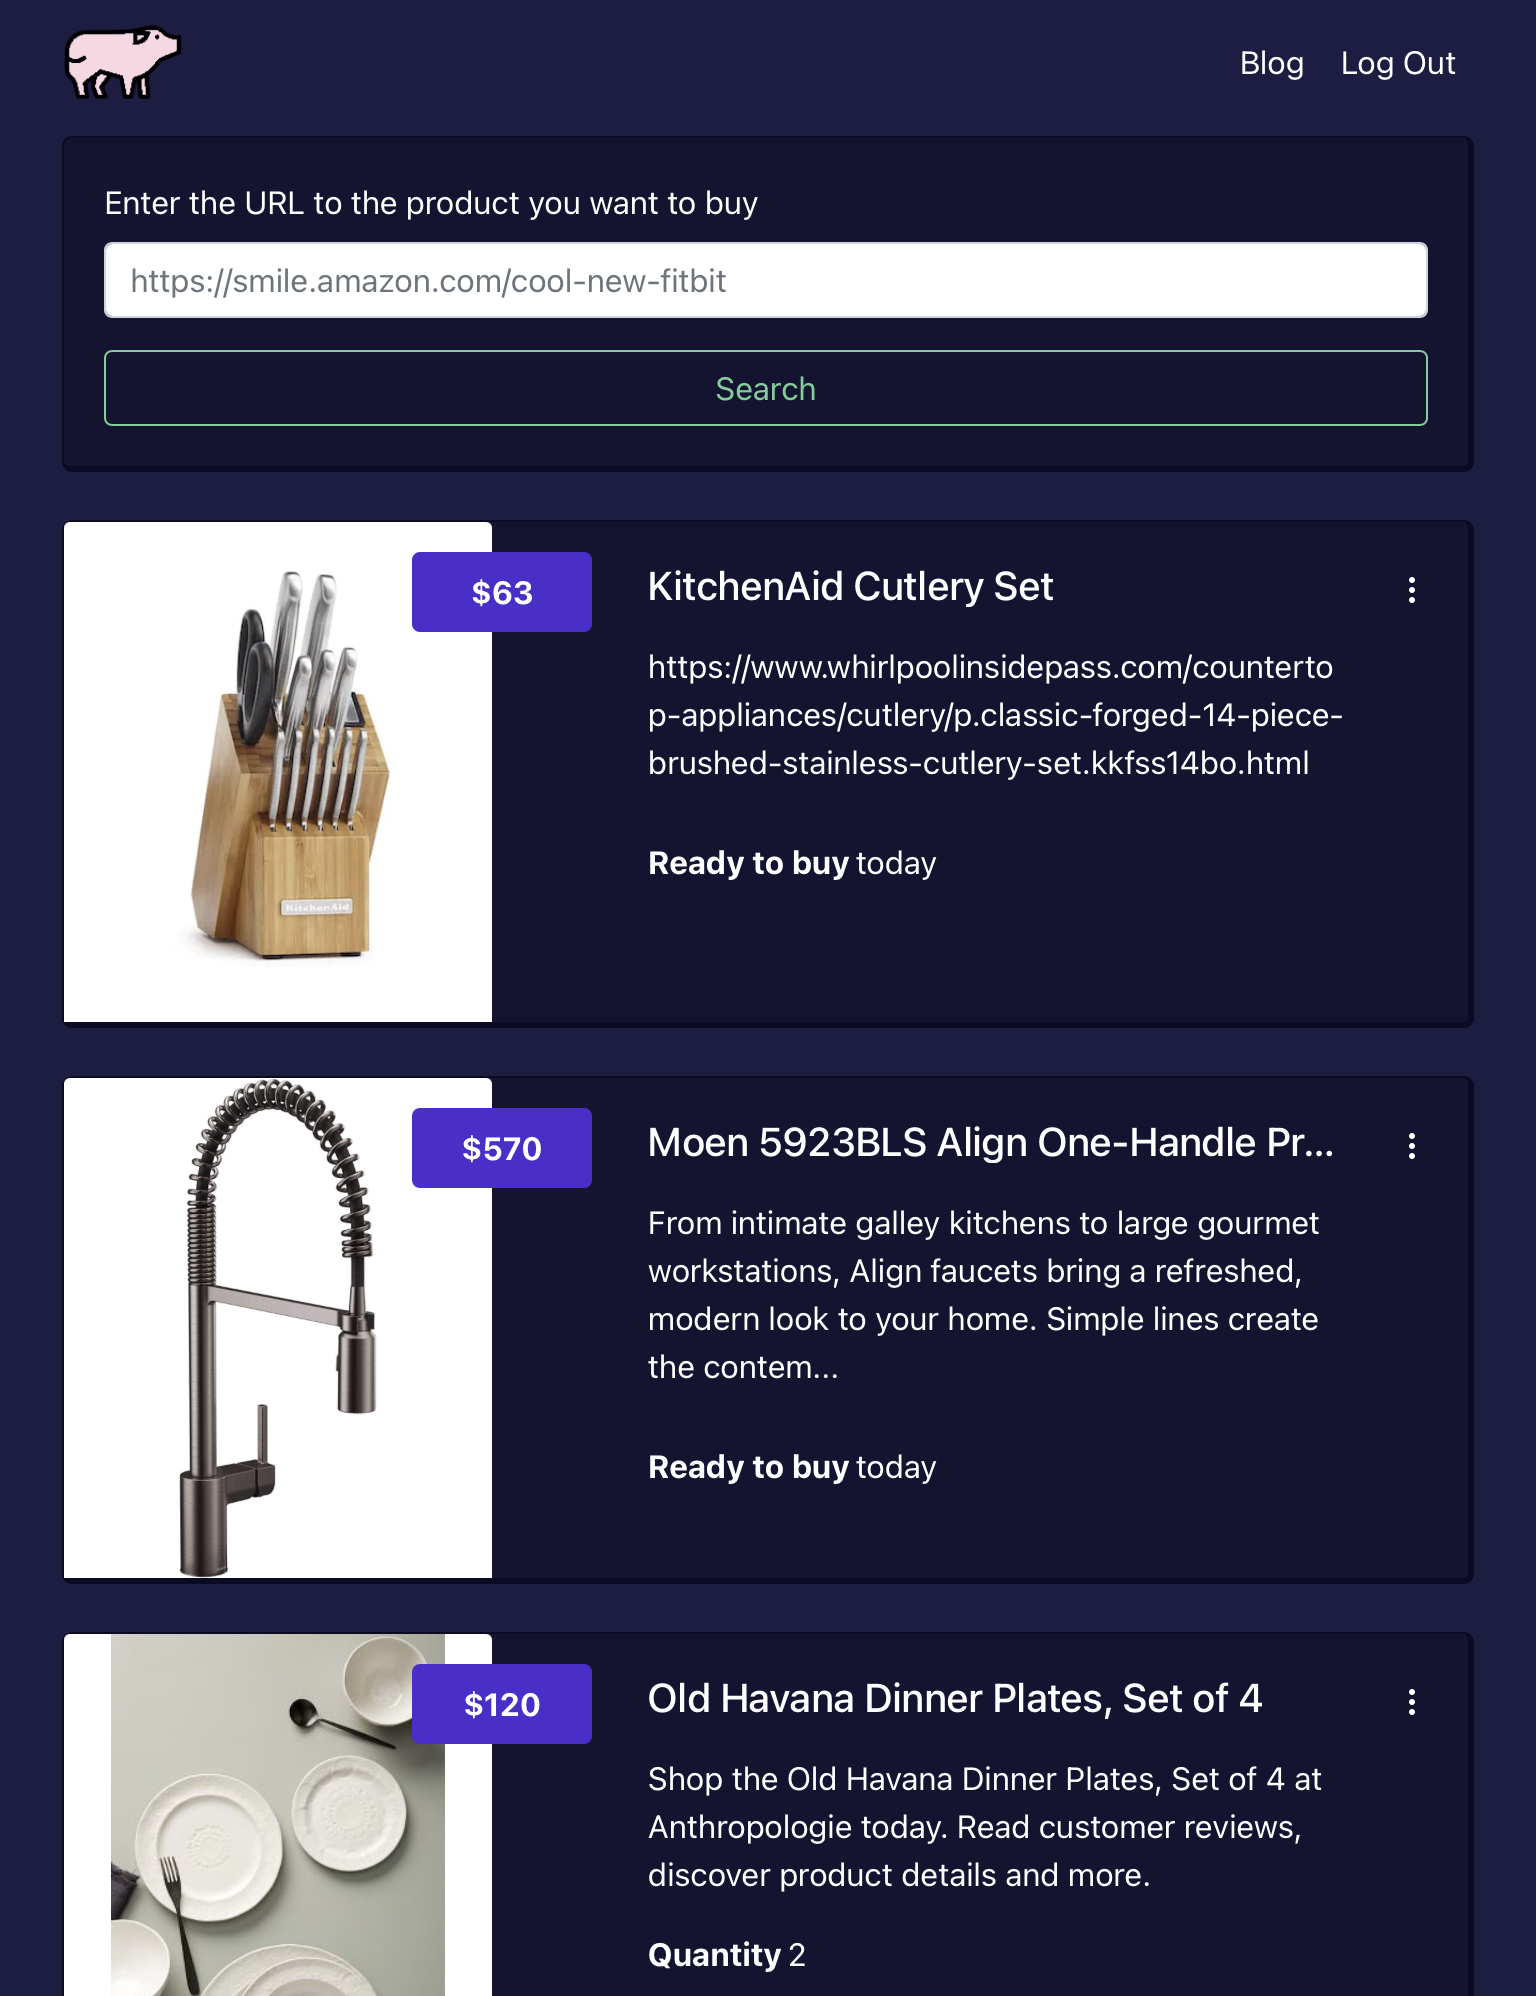 Blog Log Out
Enter the URL to the product you want to buy
https://smile.amazon.com/cool-new-fitbit
Search
$63
KitchenAid Cutlery Set
https://www.whirlpoolinsidepass.com/counterto
p-appliances/cutlery/p.classic-forged-14-piece-
brushed-stainless-cutlery-set.kkfss14bo.html
Ready to buy today
KitchenAid
$570
Moen 5923BLS Align One-Handle Pr...
From intimate galley kitchens to large gourmet
workstations, Align faucets bring a refreshed,
modern look to your home. Simple lines create
the contem...
Ready to buy today
$120
Old Havana Dinner Plates, Set of 4
Shop the Old Havana Dinner Plates, Set of 4 at
Anthropologie today. Read customer reviews,
discover product details and more.
Quantity 2